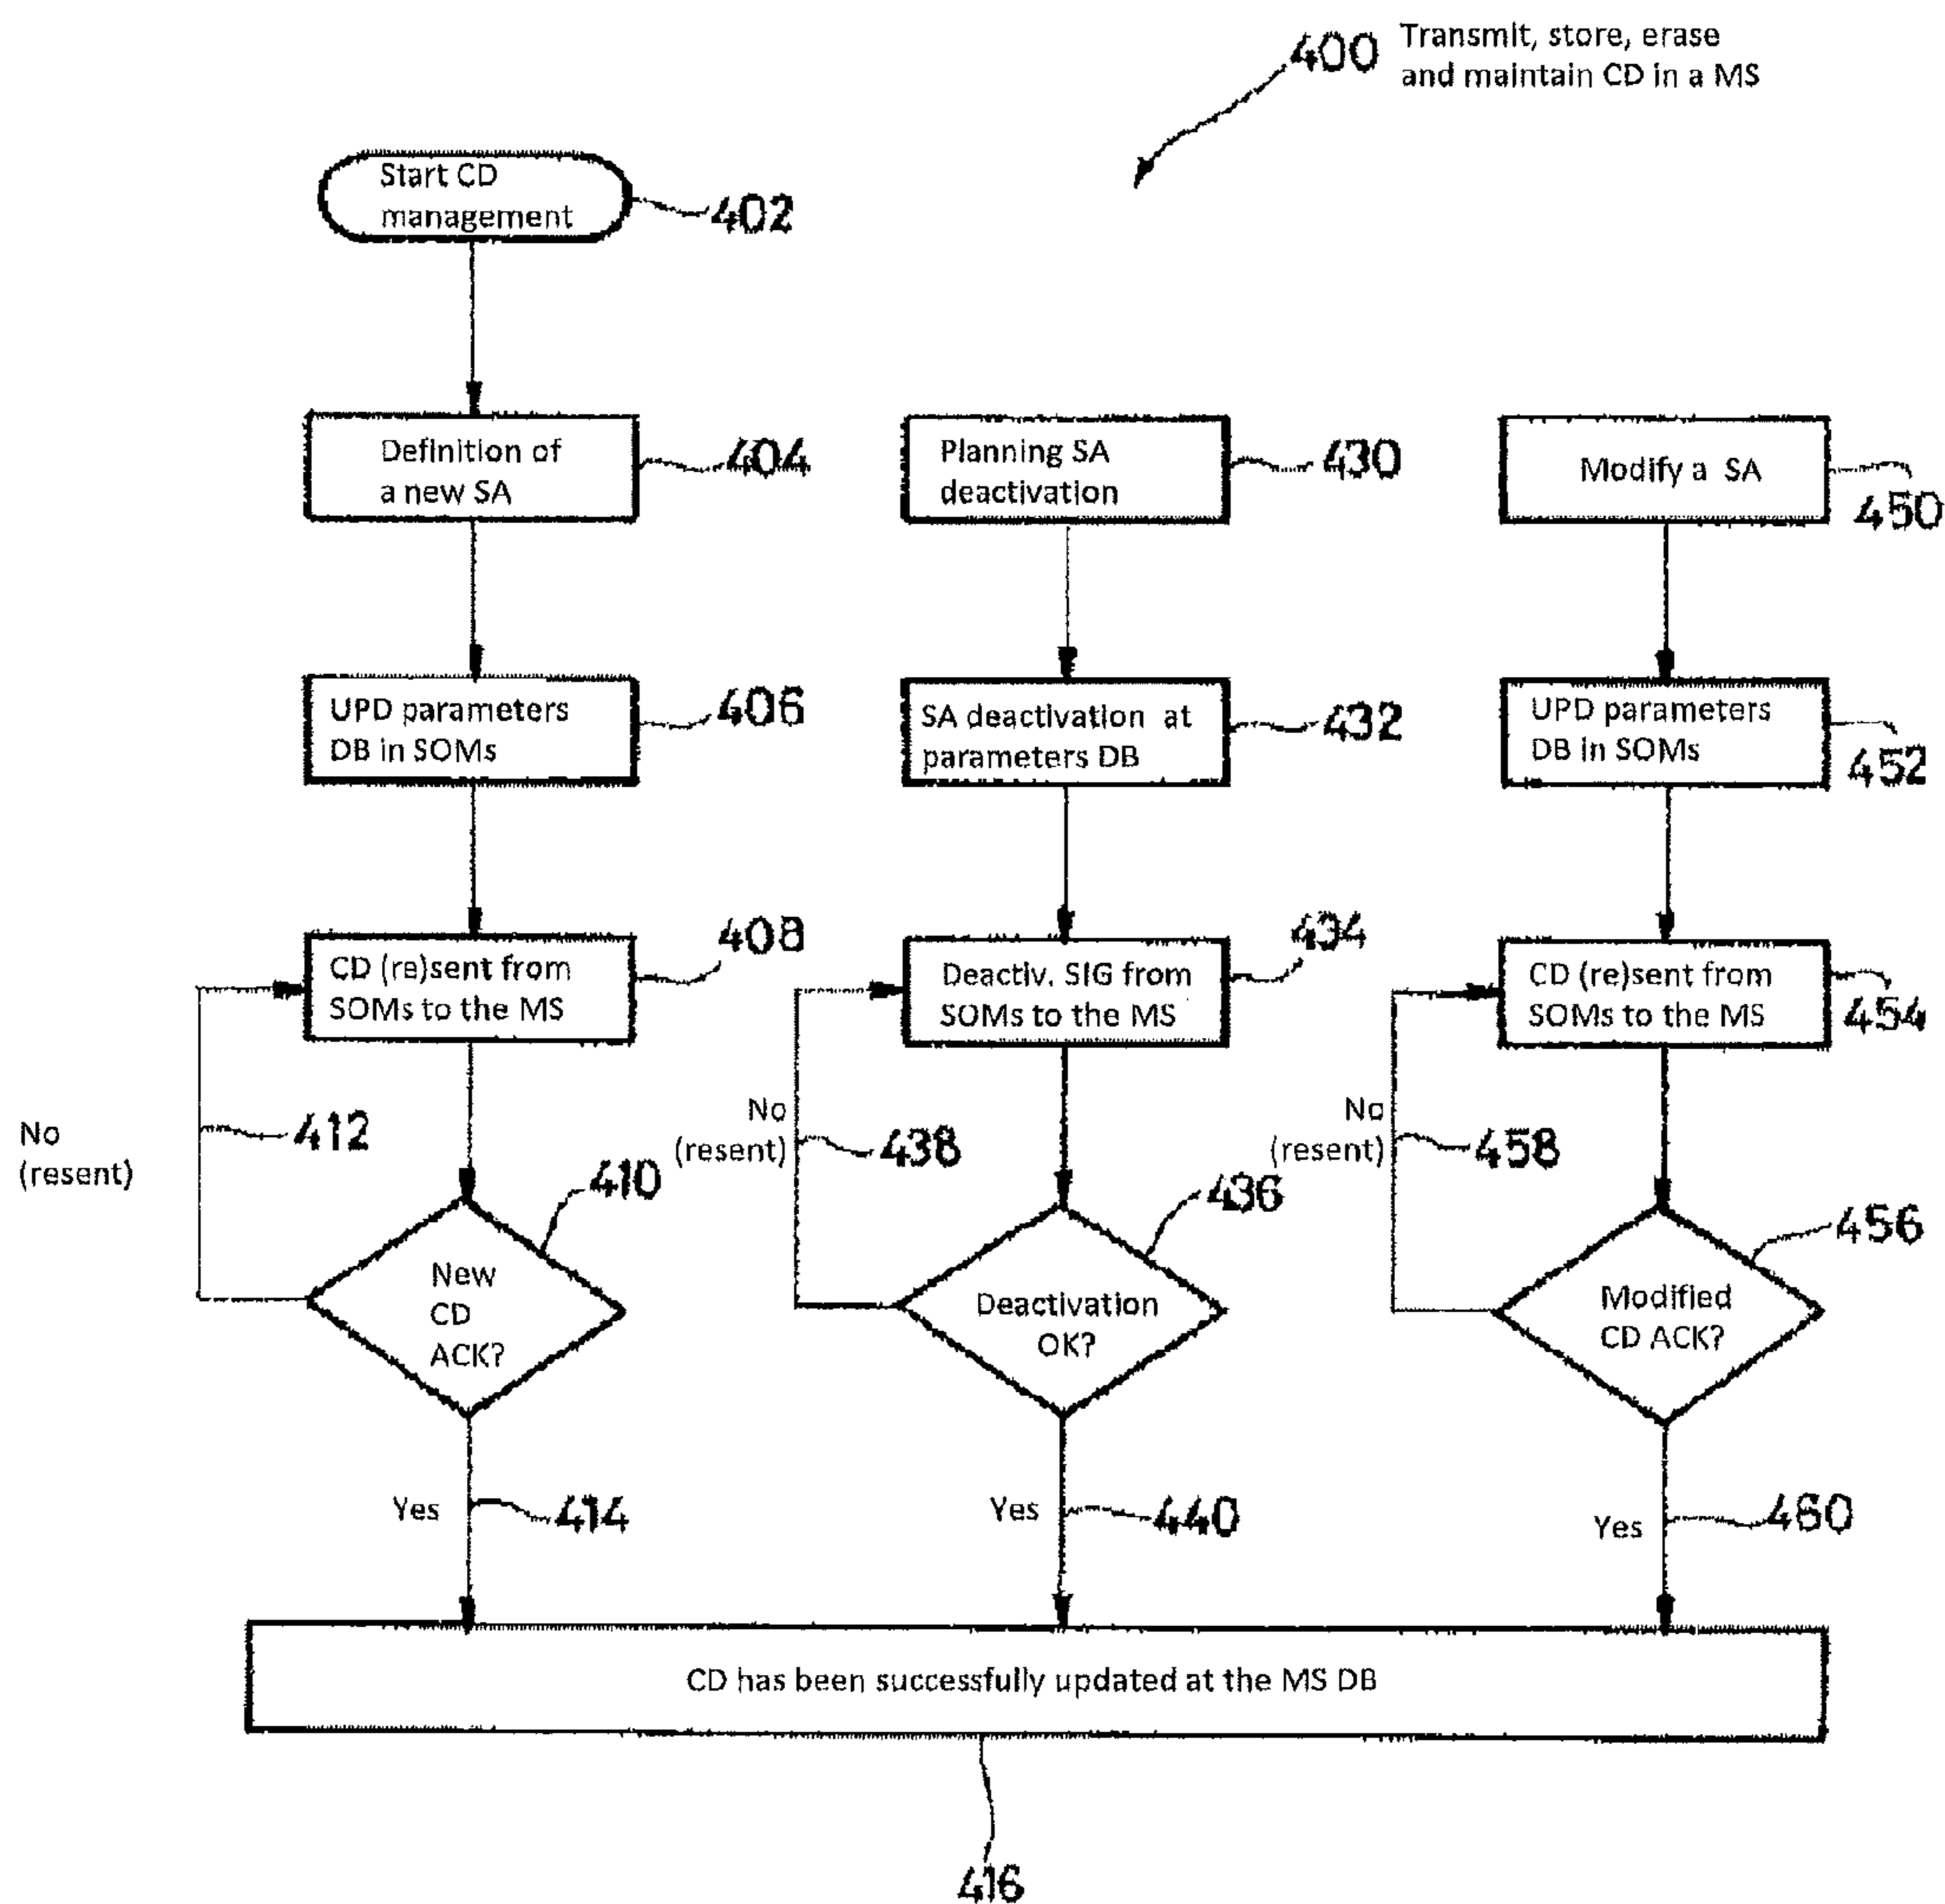 400 Transmit, store, erase
and maintain CD in a MS
Start CD
management
402
Definition of
a new SA
404
UPD parameters
DB in SOMs
406
CD (re)sent from
SOMs to the MS
408
No
(resent)
412
New
CD
ACK?
410
Yes
414
Planning SA
deactivation
430
SA deactivation at
parameters DB
432
Deactiv. SIG from
SOMs to the MS
434
No
(resent)
438
Deactivation
OK?
436
Yes
440
Modify a SA
450
UPD parameters
DB in SOMs
452
CD (re)sent from
SOMs to the MS
454
No
(resent)
458
Modified
CD ACK?
456
Yes
460
CD has been successfully updated at the MS DB
416